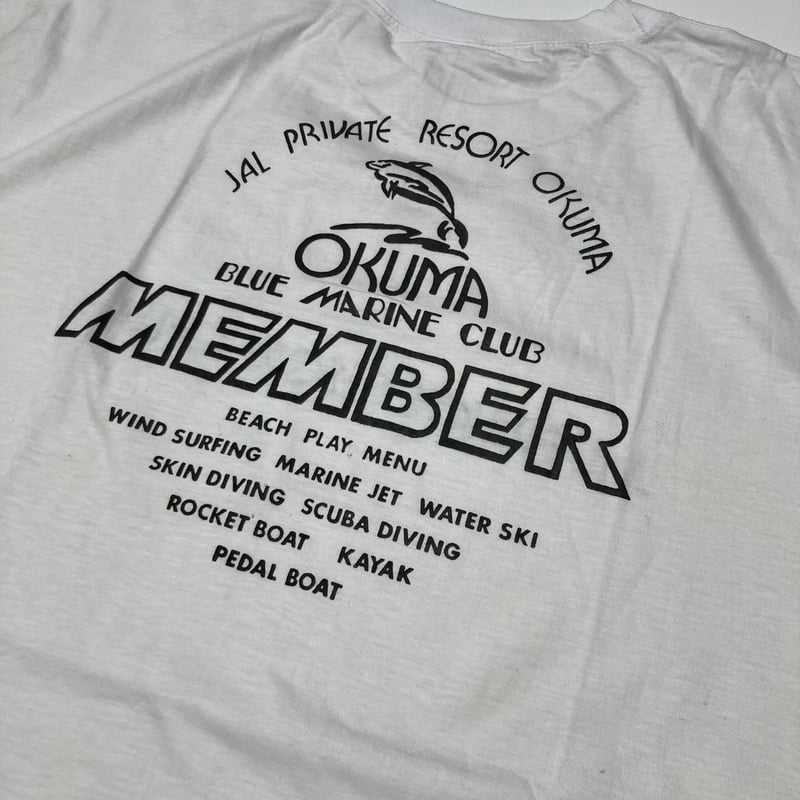 JAL PRIVATE RESORT OKUMA
OKUMA
BLUE MARINE CLUB
MEMBER
BEACH PLAY MENU
WIND SURFING MARINE JET WATER SKI
SKIN DIVING SCUBA DIVING
ROCKET BOAT KAYAK
PEDAL BOAT